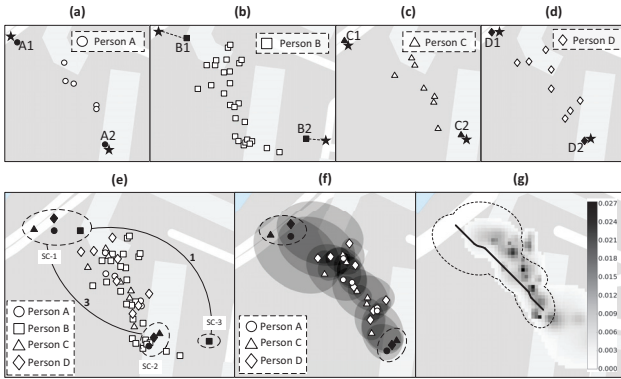 (a)
(b)
(c)
(d)
A1
Person A
A2
B1
Person B
B2
C1
Person C
C2
D1
Person D
D2
(e)
(f)
(g)
SC-1
1
3
SC-3
SC-2
Person A
Person B
Person C
Person D
Person A
Person C
Person D
0.027
0.024
0.021
0.018
0.015
0.012
0.009
0.006
0.003
0.000